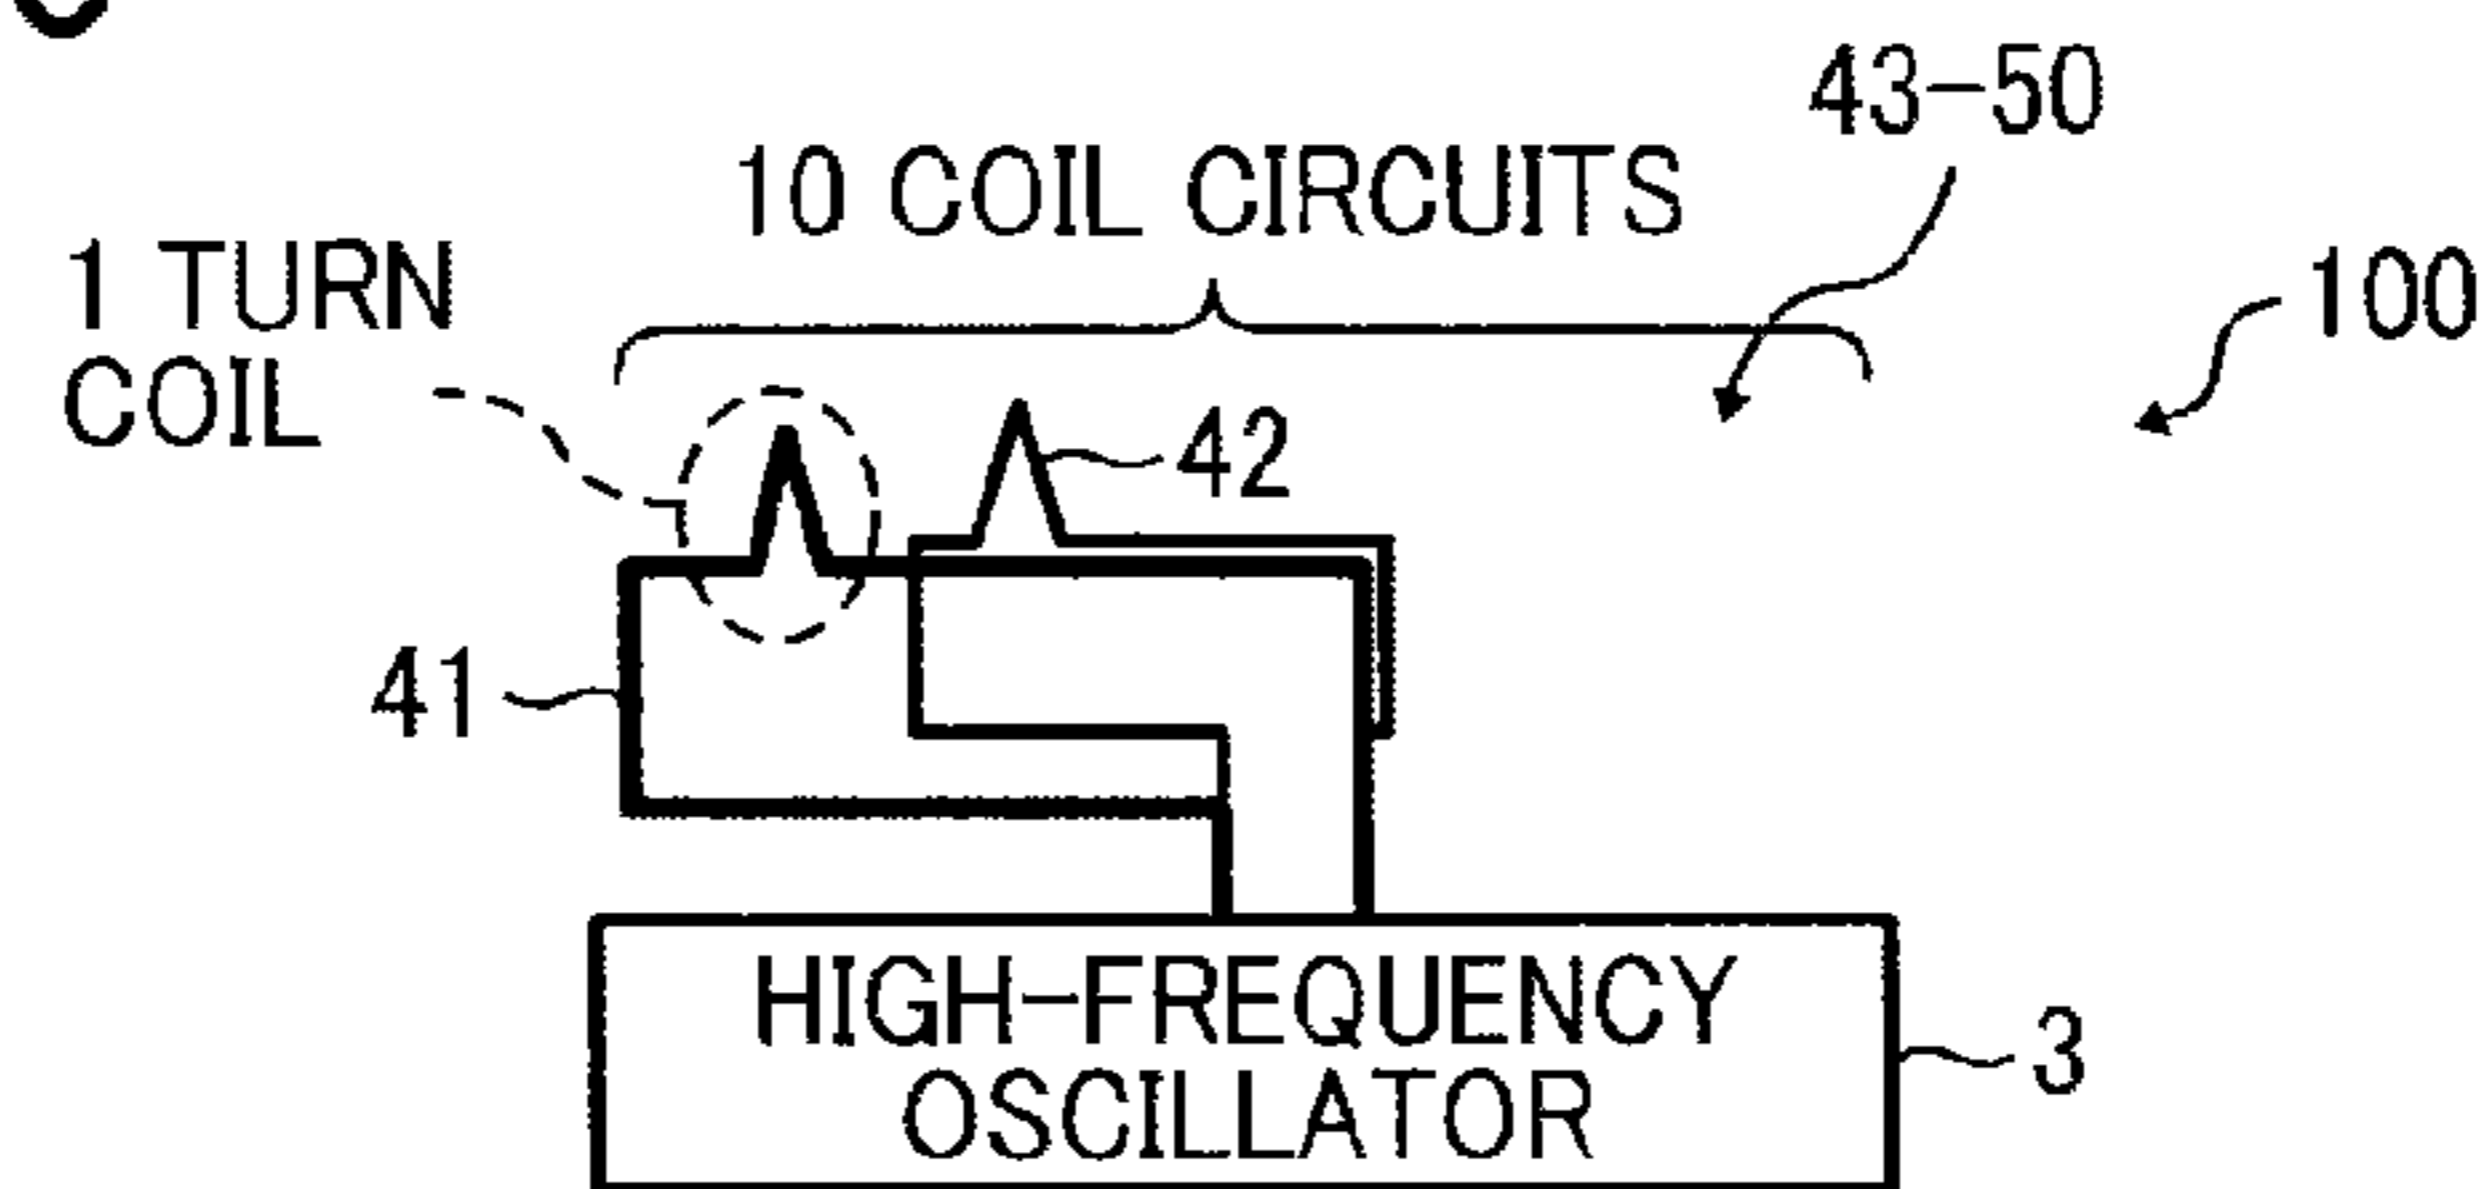 43-50
10 COIL CIRCUITS
1 TURN
COIL
100
42
41
HIGH-FREQUENCY
OSCILLATOR
3